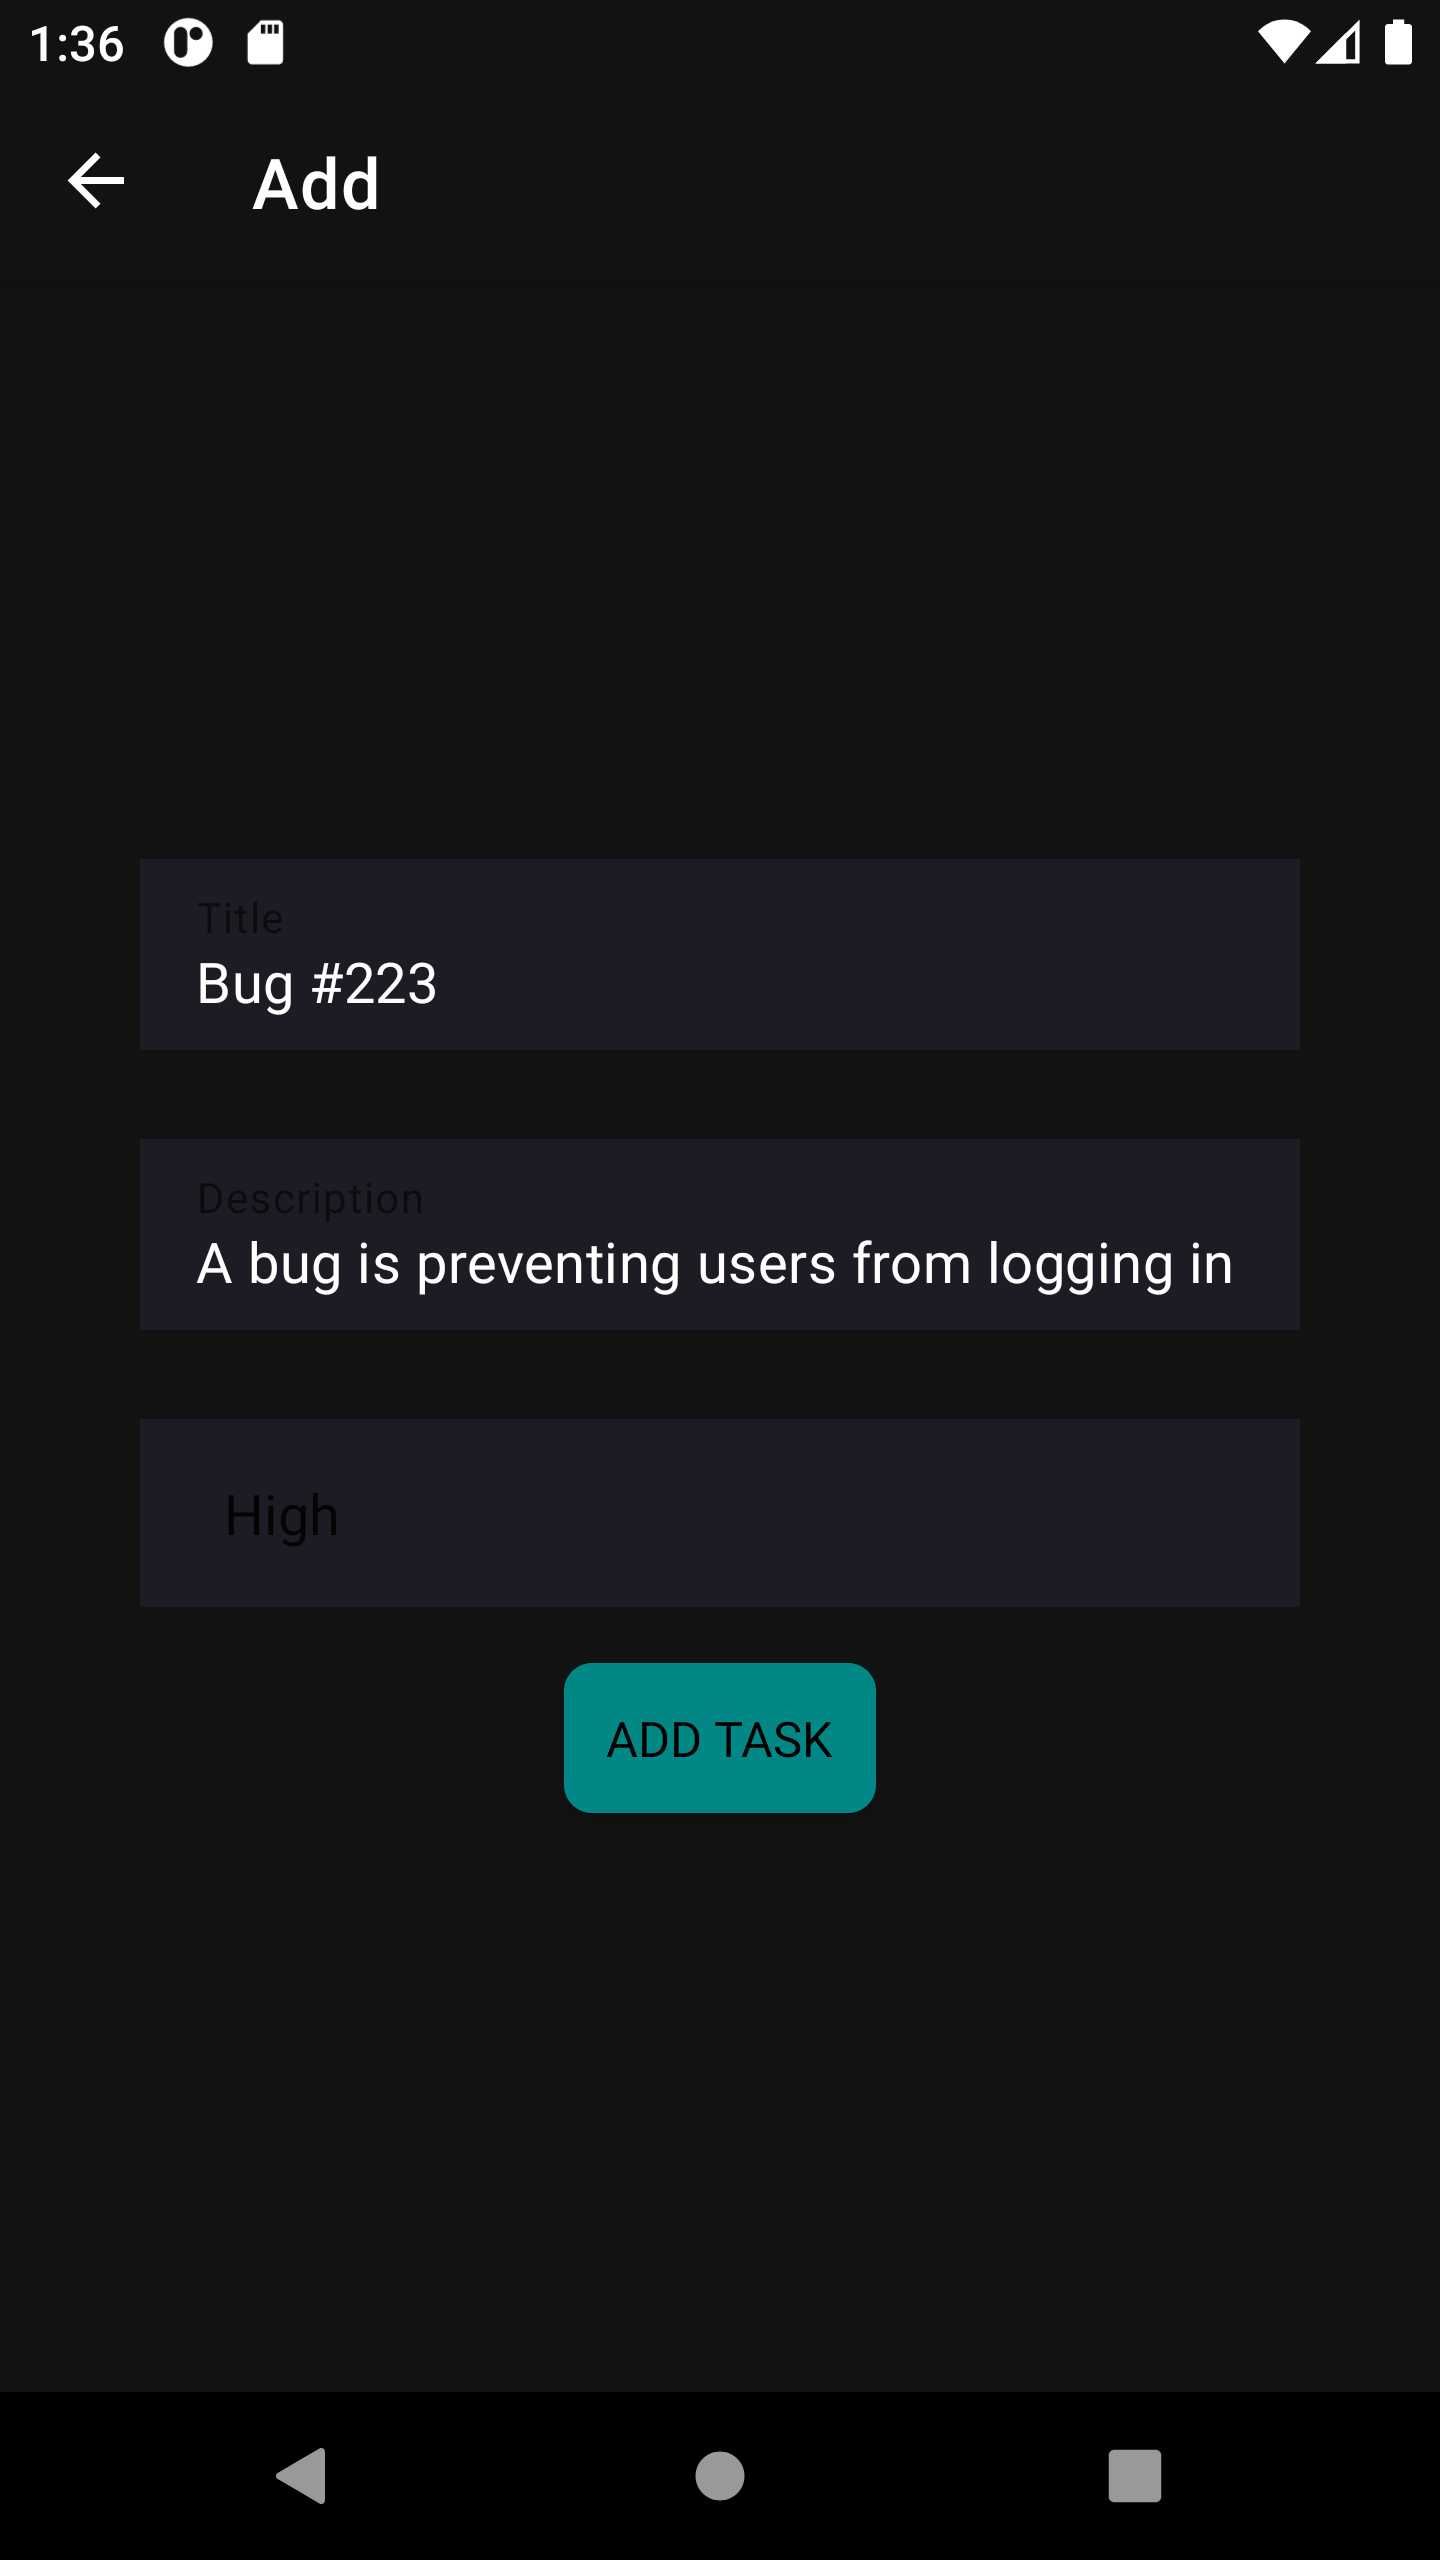 1:36
Add
Title
Bug #223
Description
A bug is preventing users from logging in
High
ADD TASK